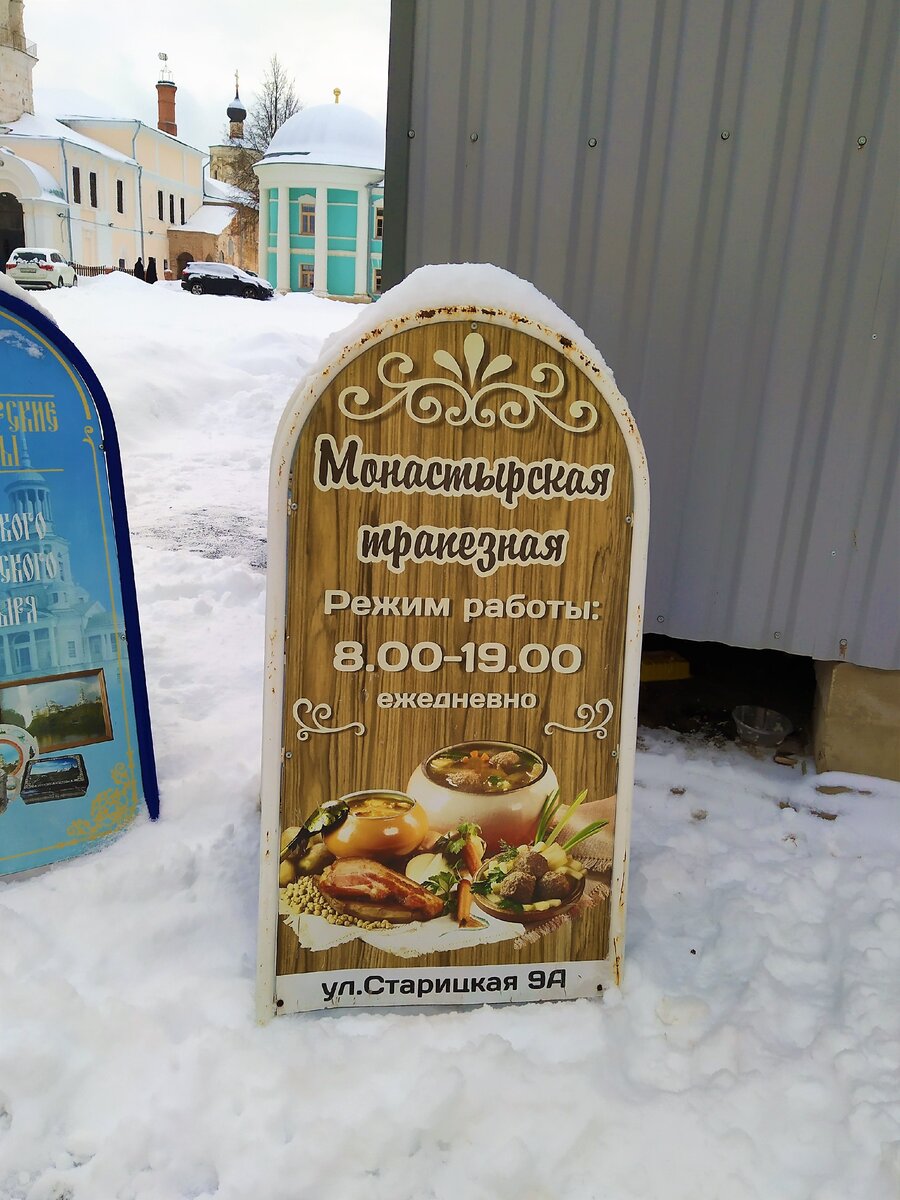 Монастырская
трапезная
Режим работы:
8.00-19.00
ежедневно
ул.Старицкая 9А